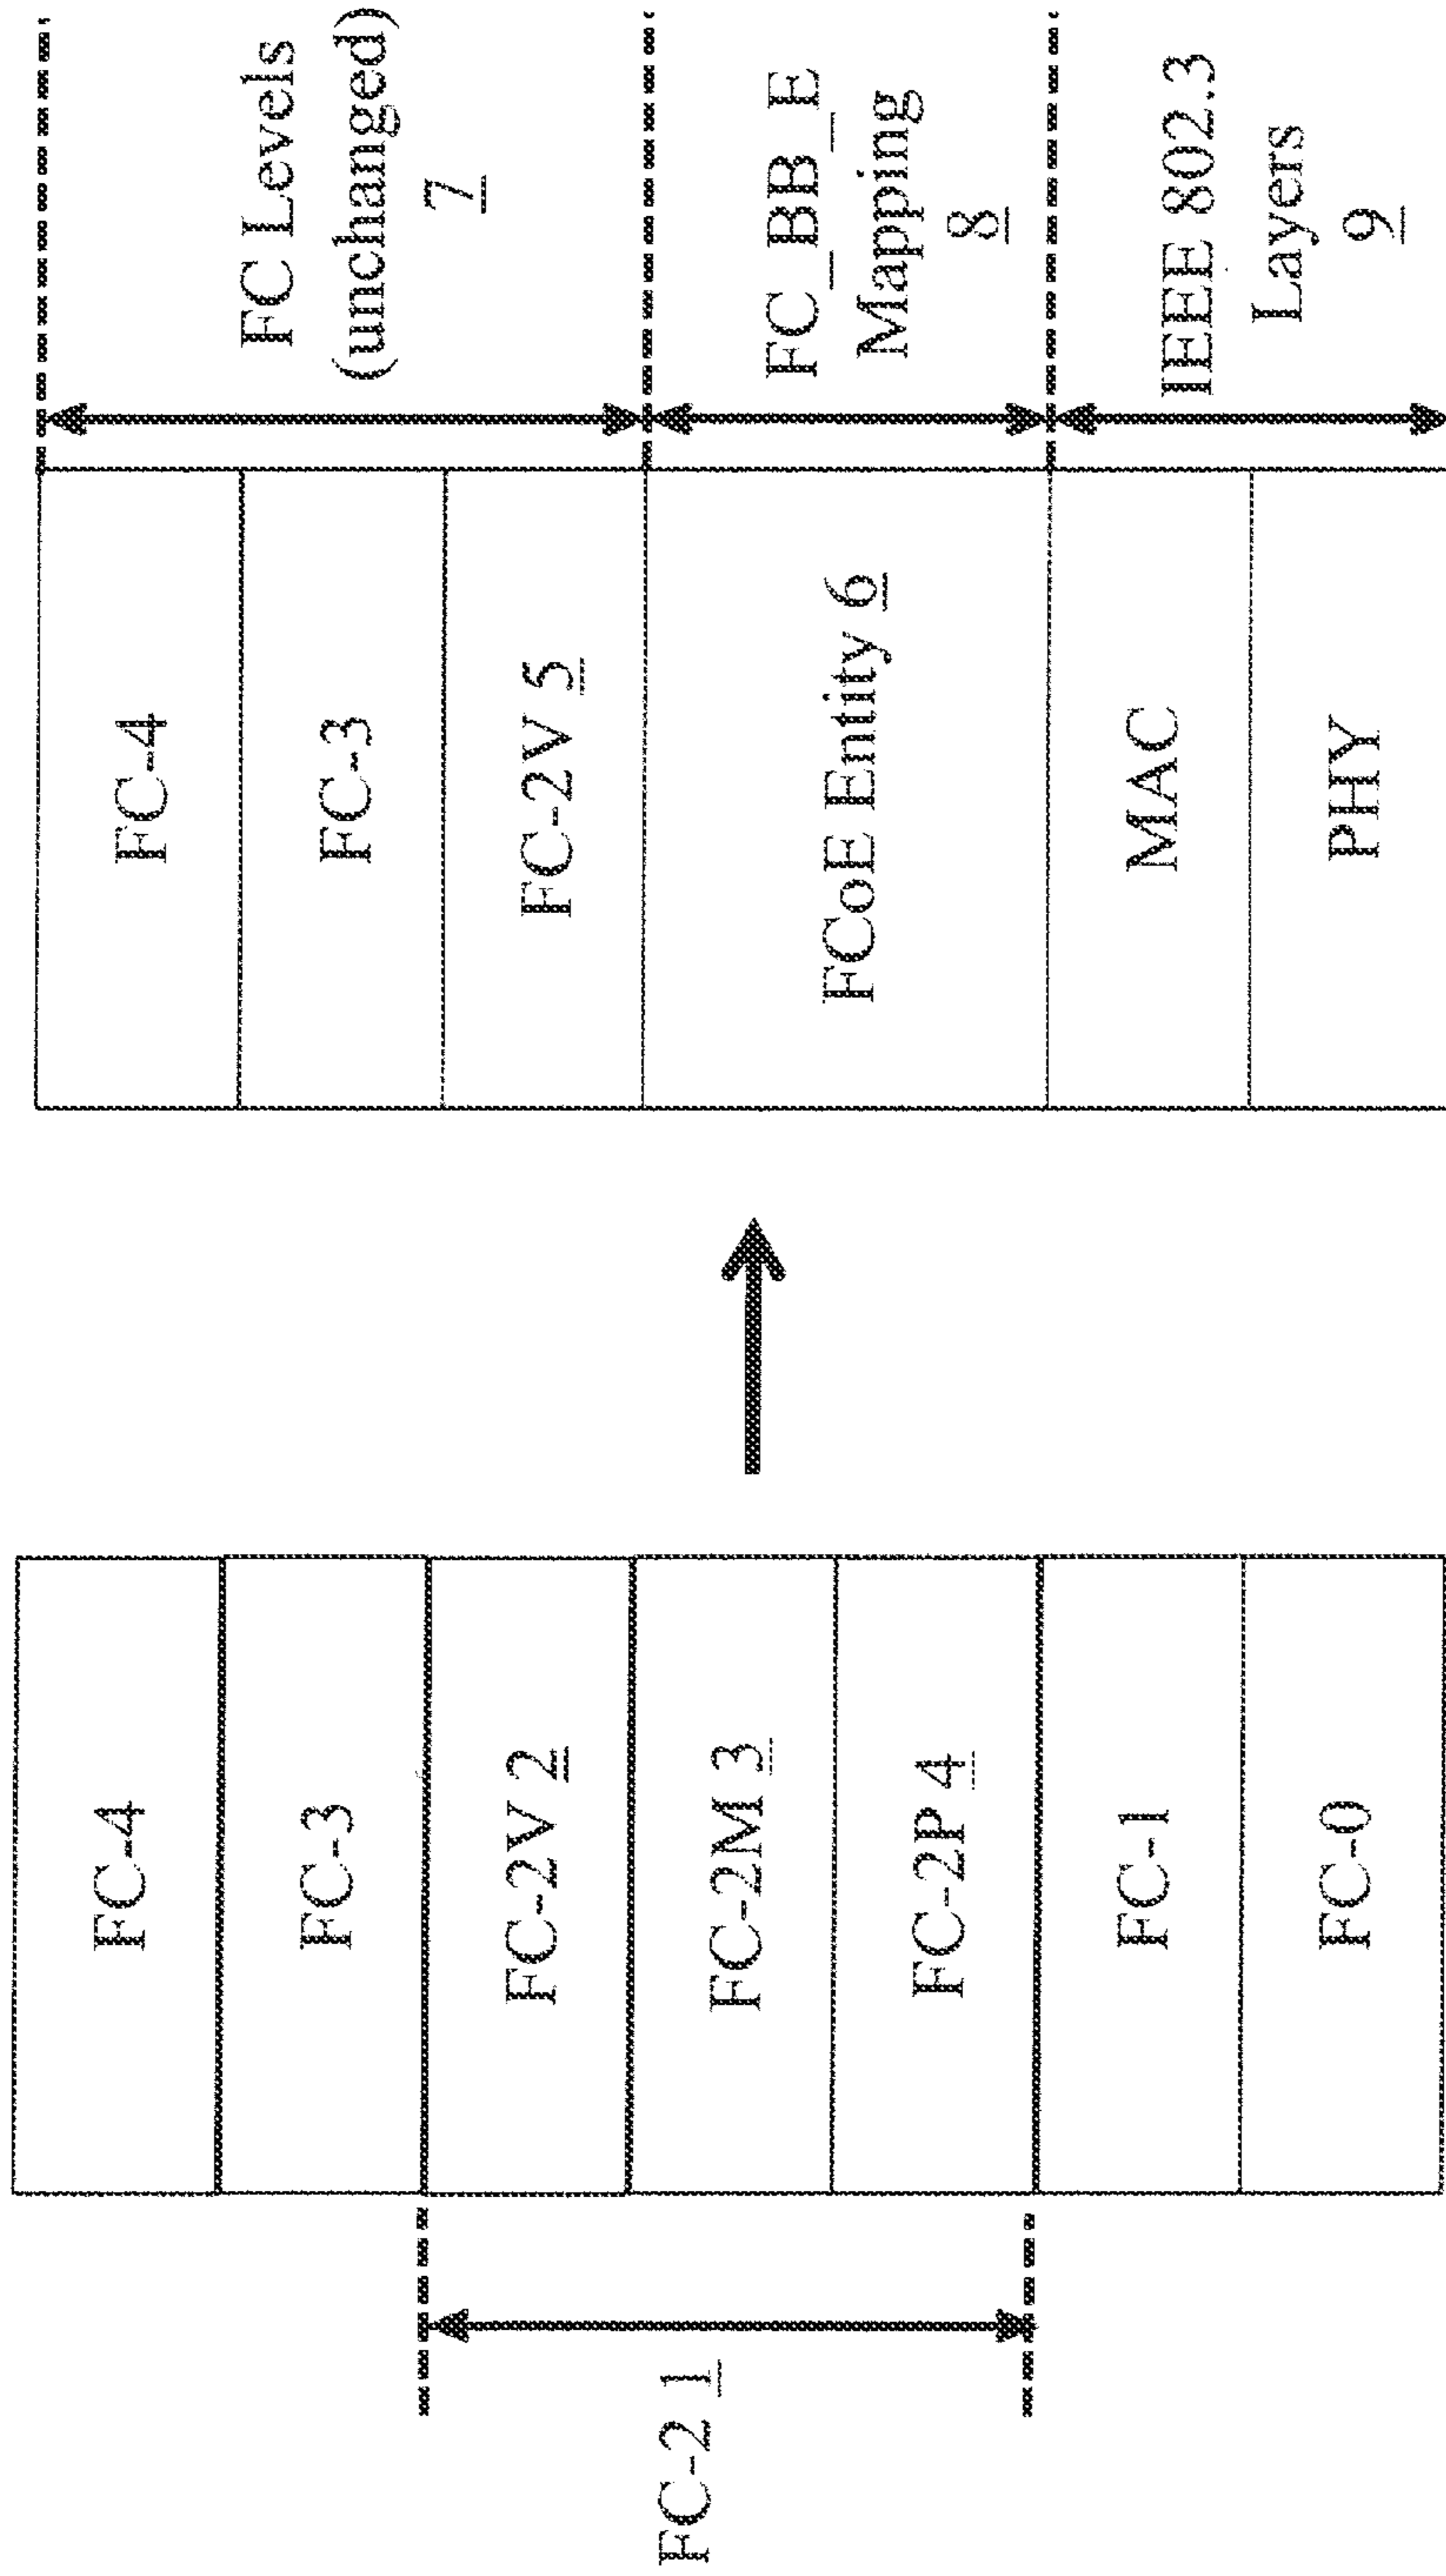 FC-2 1
FC-4
FC-3
FC-2V 2
FC-2M 3
FC-2P 4
FC-1
FC-0
FC-4
FC-3
FC-2V 5
FCoE Entity 6
MAC
PHY
FC Levels
(unchanged)
7
FC_BB_E
Mapping
8
IEEE 802.3
Layers
9